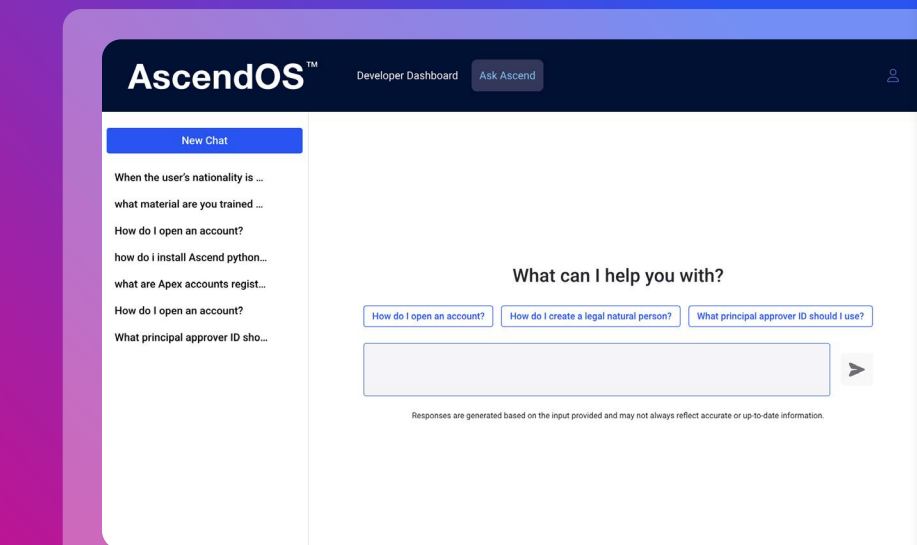 AscendOS™
Developer Dashboard
Ask Ascend
New Chat
When the user’s nationality is ...
what material are you trained ...
How do I open an account?
how do i install Ascend python...
what are Apex accounts regist...
How do I open an account?
What principal approver ID sho...
What can I help you with?
How do I open an account?
How do I create a legal natural person?
What principal approver ID should I use?
Responses are generated based on the input provided and may not always reflect accurate or up-to-date information.